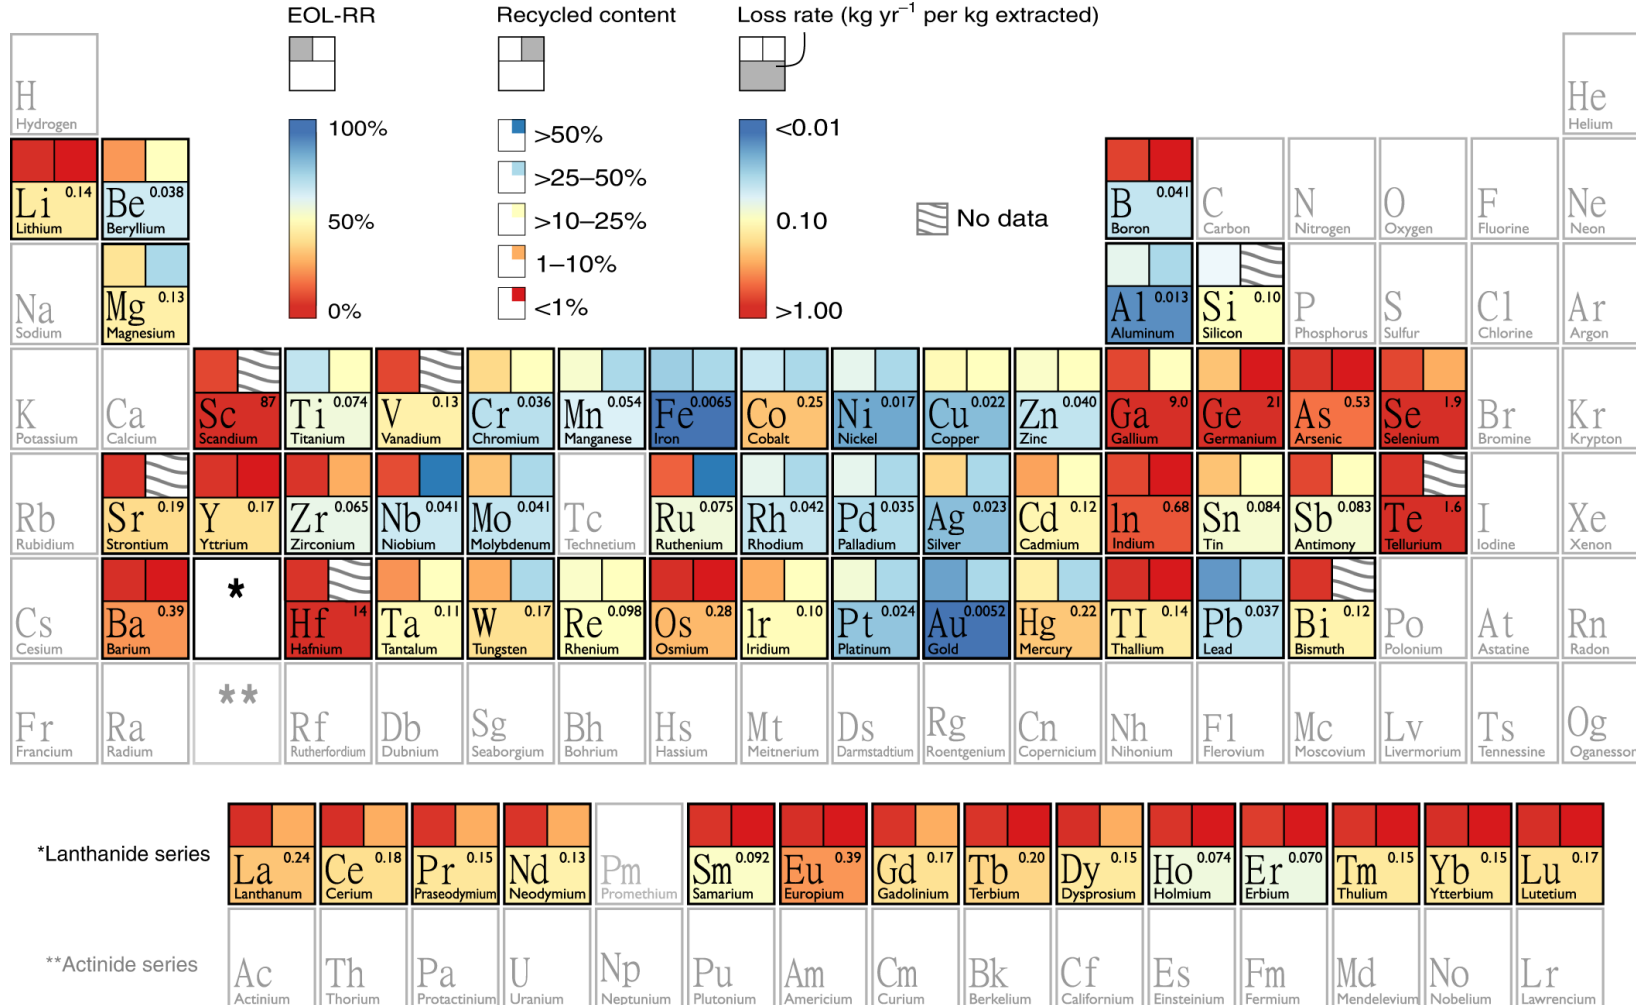 EOL-RR Recycled content Loss rate (kg yr⁻¹ per kg extracted)
100% >50% <0.01
>25–50%
50% >10–25% 0.10
1–10%
0% <1% >1.00
No data
H
Hydrogen
He
Helium
Li 0.14
Lithium
Be 0.038
Beryllium
B 0.041
Boron
C
Carbon
N
Nitrogen
O
Oxygen
F
Fluorine
Ne
Neon
Na
Sodium
Mg 0.13
Magnesium
Al 0.013
Aluminum
Si 0.10
Silicon
P
Phosphorus
S
Sulfur
Cl
Chlorine
Ar
Argon
K
Potassium
Ca
Calcium
Sc 87
Scandium
Ti 0.074
Titanium
V 0.13
Vanadium
Cr 0.036
Chromium
Mn 0.054
Manganese
Fe 0.0065
Iron
Co 0.25
Cobalt
Ni 0.017
Nickel
Cu 0.022
Copper
Zn 0.040
Zinc
Ga 9.0
Gallium
Ge 21
Germanium
As 0.53
Arsenic
Se 1.9
Selenium
Br
Bromine
Kr
Krypton
Rb
Rubidium
Sr 0.19
Strontium
Y 0.17
Yttrium
Zr 0.065
Zirconium
Nb 0.041
Niobium
Mo 0.041
Molybdenum
Tc
Technetium
Ru 0.075
Ruthenium
Rh 0.042
Rhodium
Pd 0.035
Palladium
Ag 0.023
Silver
Cd 0.12
Cadmium
In 0.68
Indium
Sn 0.084
Tin
Sb 0.083
Antimony
Te 1.6
Tellurium
I
Iodine
Xe
Xenon
Cs
Cesium
Ba 0.39
Barium
*
Hf 14
Hafnium
Ta 0.11
Tantalum
W 0.17
Tungsten
Re 0.098
Rhenium
Os 0.28
Osmium
Ir 0.10
Iridium
Pt 0.024
Platinum
Au 0.0052
Gold
Hg 0.22
Mercury
TI 0.14
Thallium
Pb 0.037
Lead
Bi 0.12
Bismuth
Po
Polonium
At
Astatine
Rn
Radon
Fr
Francium
Ra
Radium
**
Rf
Rutherfordium
Db
Dubnium
Sg
Seaborgium
Bh
Bohrium
Hs
Hassium
Mt
Meitnerium
Ds
Darmstadtium
Rg
Roentgenium
Cn
Copernicium
Nh
Nihonium
Fl
Flerovium
Mc
Moscovium
Lv
Livermorium
Ts
Tennessine
Og
Oganesson
*Lanthanide series
La 0.24
Lanthanum
Ce 0.18
Cerium
Pr 0.15
Praseodymium
Nd 0.13
Neodymium
Pm
Promethium
Sm 0.092
Samarium
Eu 0.39
Europium
Gd 0.17
Gadolinium
Tb 0.20
Terbium
Dy 0.15
Dysprosium
Ho 0.074
Holmium
Er 0.070
Erbium
Tm 0.15
Thulium
Yb 0.15
Ytterbium
Lu 0.17
Lutetium
**Actinide series
Ac
Actinium
Th
Thorium
Pa
Protactinium
U
Uranium
Np
Neptunium
Pu
Plutonium
Am
Americium
Cm
Curium
Bk
Berkelium
Cf
Californium
Es
Einsteinium
Fm
Fermium
Md
Mendelevium
No
Nobelium
Lr
Lawrencium